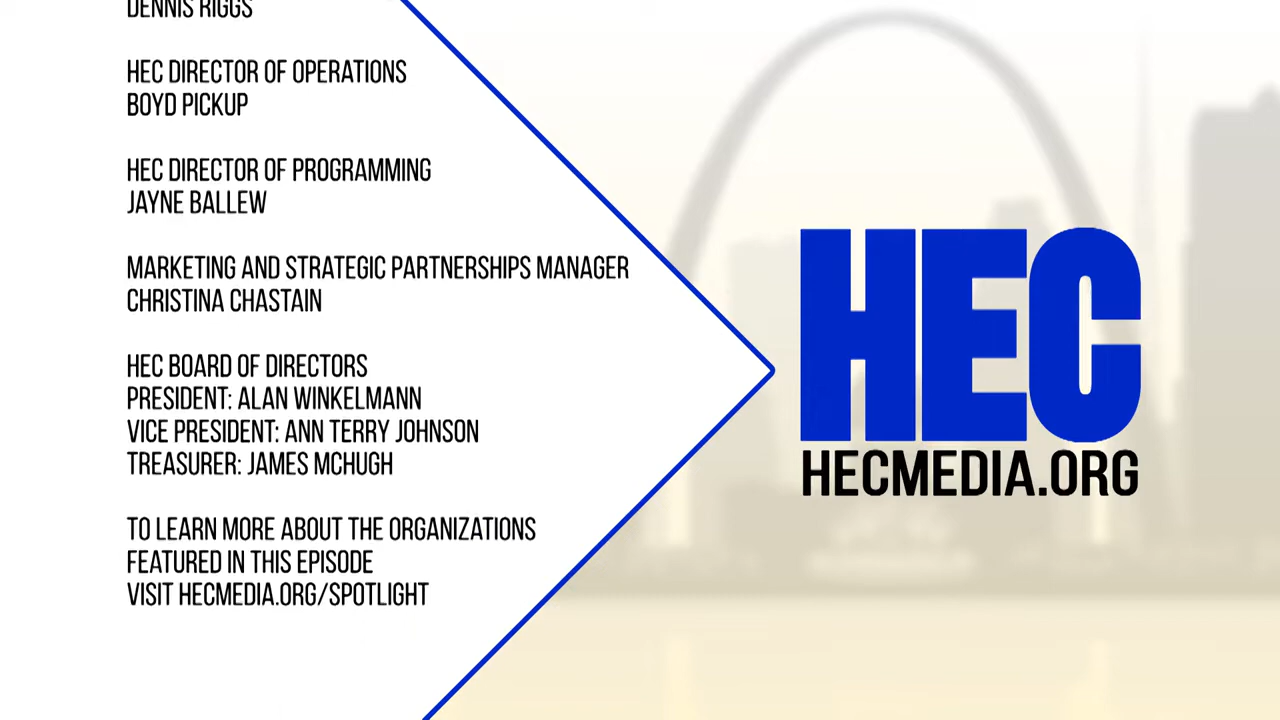 DENNIS RIGGS
HEC DIRECTOR OF OPERATIONS
BOYD PICKUP
HEC DIRECTOR OF PROGRAMMING
JAYNE BALLEW
MARKETING AND STRATEGIC PARTNERSHIPS MANAGER
CHRISTINA CHASTAIN
HEC BOARD OF DIRECTORS
PRESIDENT: ALAN WINKELMANN
VICE PRESIDENT: ANN TERRY JOHNSON
TREASURER: JAMES MCHUGH
TO LEARN MORE ABOUT THE ORGANIZATIONS
FEATURED IN THIS EPISODE
VISIT HECMEDIA.ORG/SPOTLIGHT
HEC
HECMEDIA.ORG